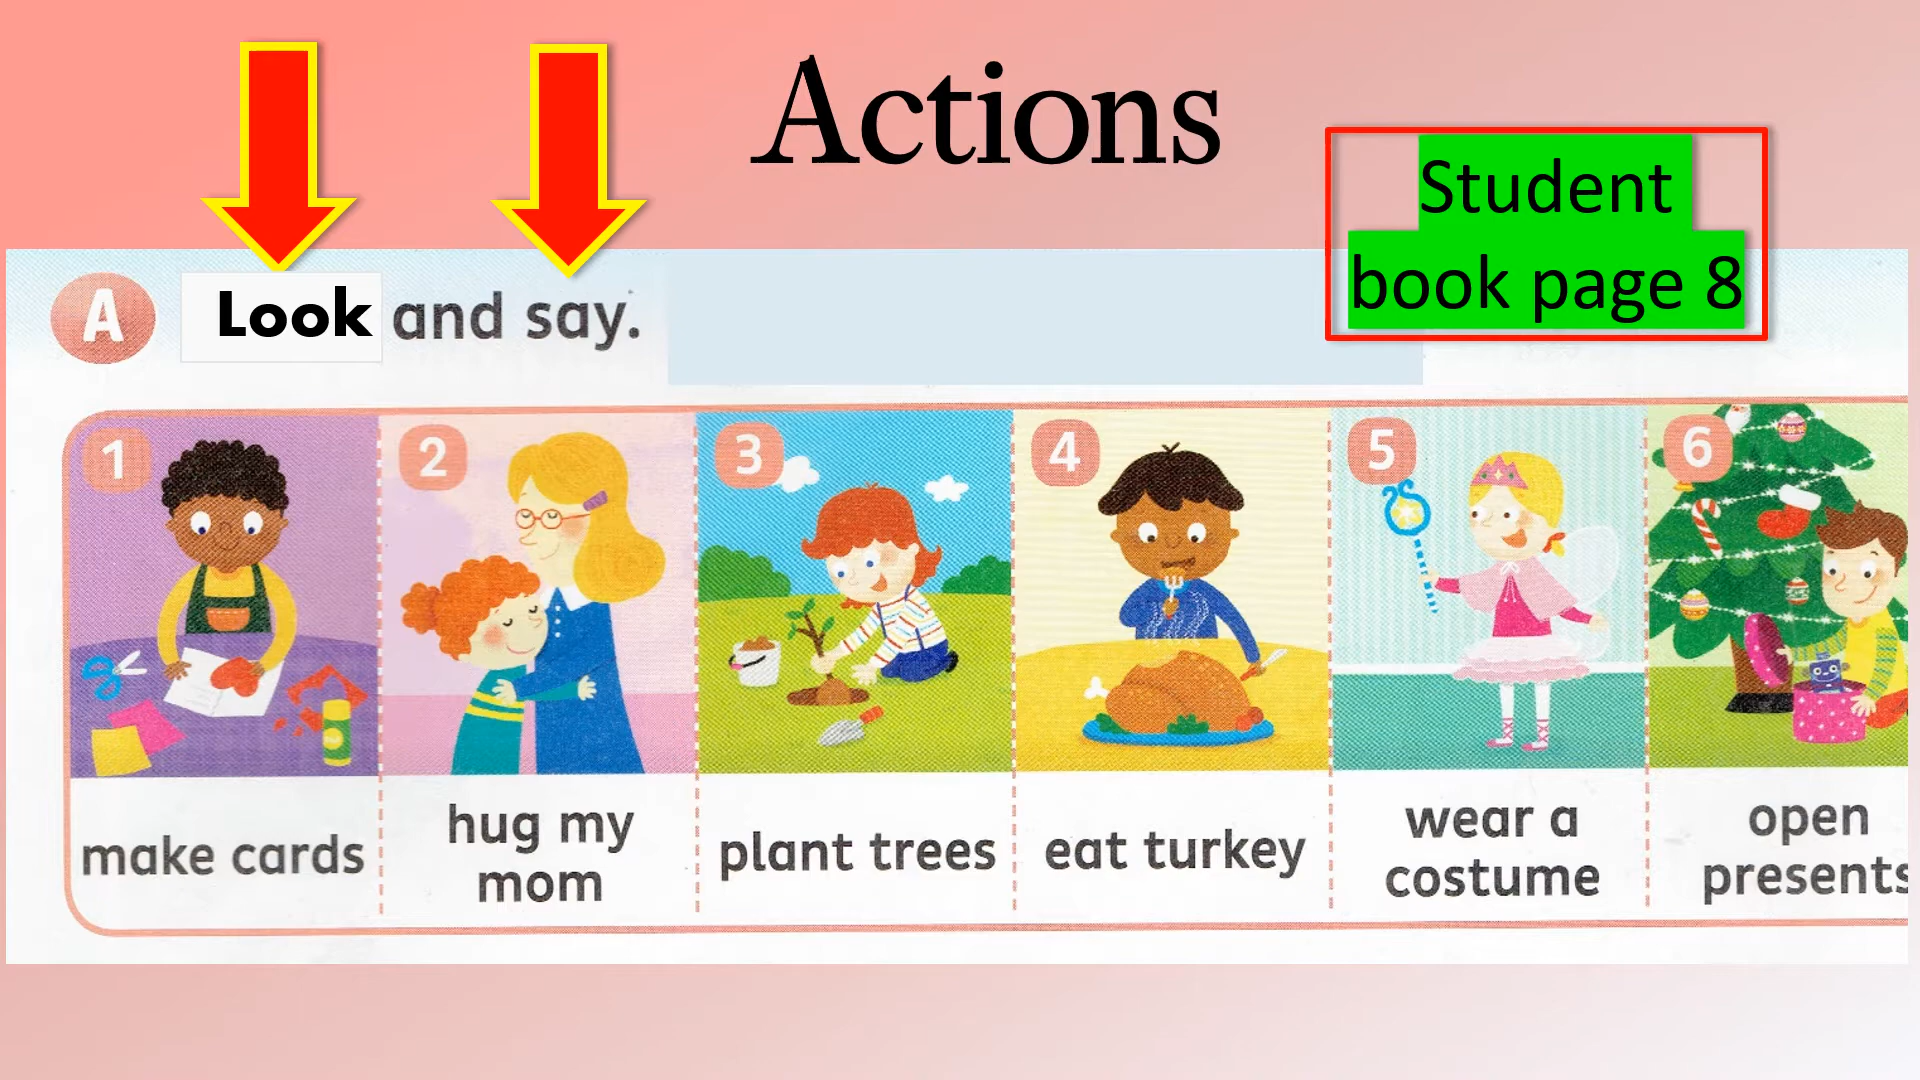 Actions
Student
book page 8
A
Look and say.
1
2
3
4
5
6
make cards
hug my
mom
plant trees
eat turkey
wear a
costume
open
presents